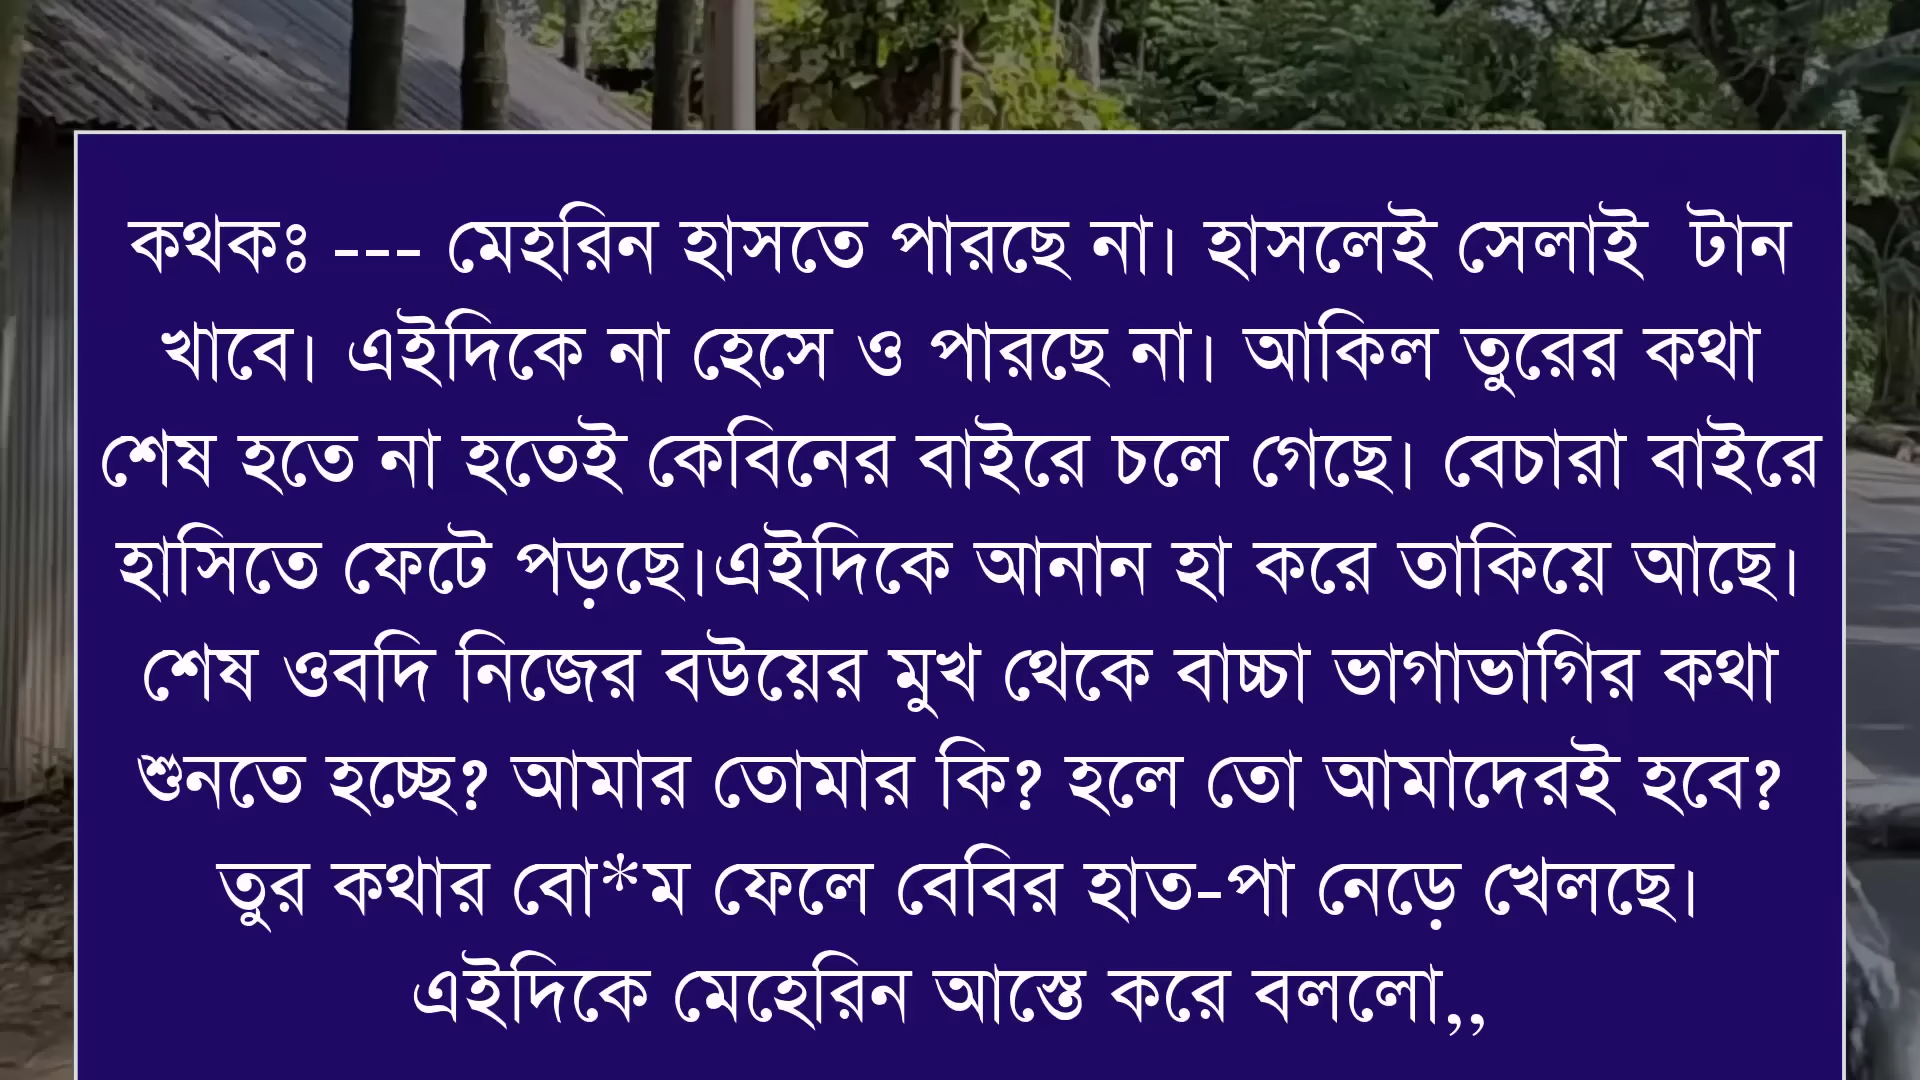 কথকঃ --- মেহরিন হাসতে পারছে না। হাসলেই সেলাই  টান
খাবে। এইদিকে না হেসে ও পারছে না। আকিল তুরের কথা
শেষ হতে না হতেই কেবিনের বাইরে চলে গেছে। বেচারা বাইরে
হাসিতে ফেটে পড়ছে।এইদিকে আনান হা করে তাকিয়ে আছে।
শেষ ওবদি নিজের বউয়ের মুখ থেকে বাচ্চা ভাগাভাগির কথা
শুনতে হচ্ছে? আমার তোমার কি? হলে তো আমাদেরই হবে?
তুর কথার বো*ম ফেলে বেবির হাত-পা নেড়ে খেলছে।
এইদিকে মেহেরিন আস্তে করে বললো,,